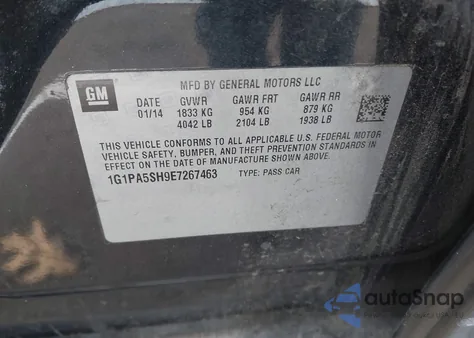 GM
MFD BY GENERAL MOTORS LLC
DATE GVWR GAWR FRT GAWR RR
01/14 1833 KG 954 KG 879 KG
4042 LB 2104 LB 1938 LB
THIS VEHICLE CONFORMS TO ALL APPLICABLE U.S. FEDERAL MOTOR
VEHICLE SAFETY, BUMPER, AND THEFT PREVENTION STANDARDS IN
EFFECT ON THE DATE OF MANUFACTURE SHOWN ABOVE.
1G1PA5SH9E7267463 TYPE: PASS CAR
autoSnap